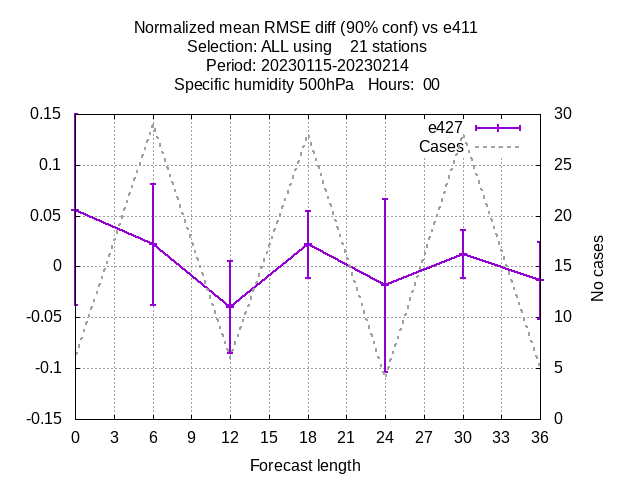 Normalized mean RMSE diff (90% conf) vs e411
Selection: ALL using    21 stations
Period: 20230115-20230214
Specific humidity 500hPa   Hours:  00
e427
Cases
0.15
0.1
0.05
0
-0.05
-0.1
-0.15
30
25
20
15
10
5
0
No cases
0 3 6 9 12 15 18 21 24 27 30 33 36
Forecast length